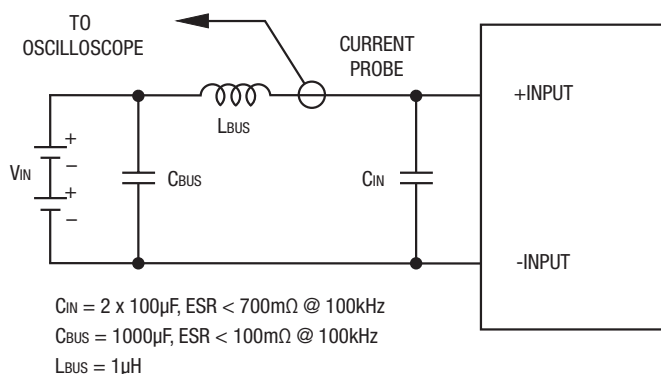 TO
OSCILLOSCOPE
CURRENT
PROBE
+INPUT
LBUS
VIN
+
−
+
−
CBUS
CIN
-INPUT
CIN = 2 x 100µF, ESR < 700mΩ @ 100kHz
CBUS = 1000µF, ESR < 100mΩ @ 100kHz
LBUS = 1µH